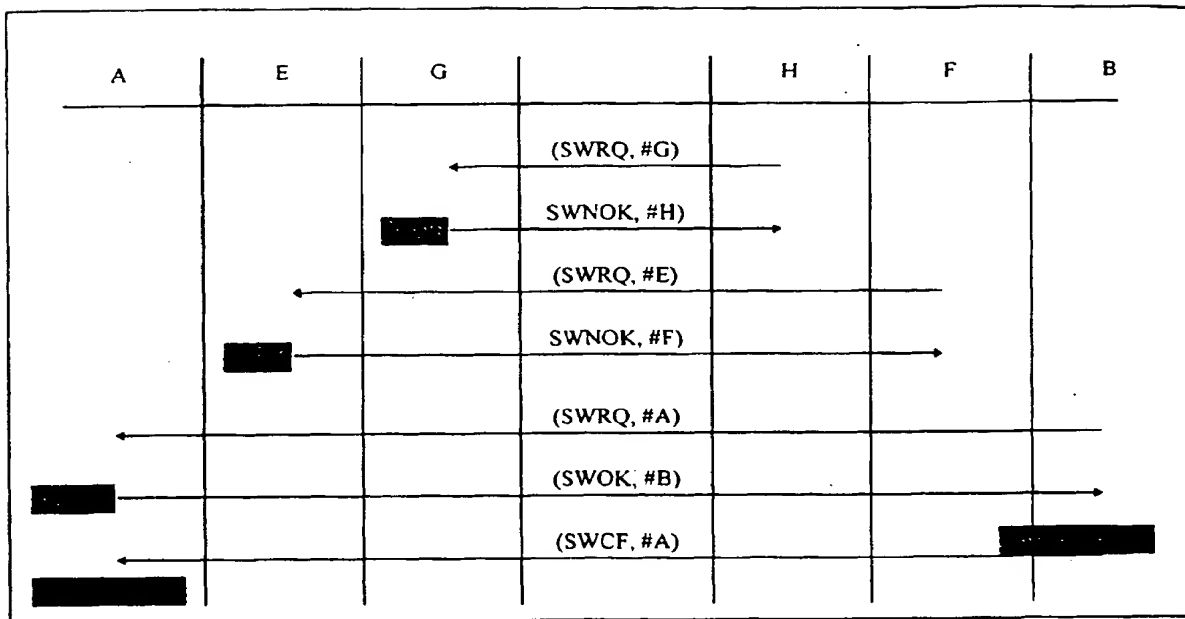 A E G H F B
(SWRQ, #G)
SWNOK, #H)
(SWRQ, #E)
SWNOK, #F)
(SWRQ, #A)
(SWOK, #B)
(SWCF, #A)